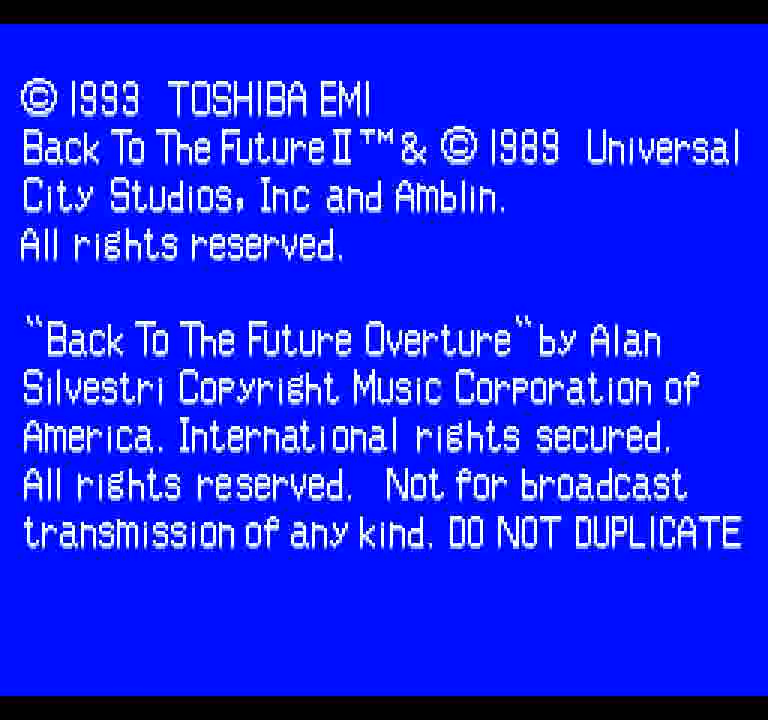 © 1993 TOSHIBA EMI
Back To The Future II ™ & © 1989 Universal
City Studios, Inc and Amblin.
All rights reserved.
“Back To The Future Overture“ by Alan
Silvestri Copyright Music Corporation of
America. International rights secured.
All rights reserved. Not for broadcast
transmission of any kind. DO NOT DUPLICATE